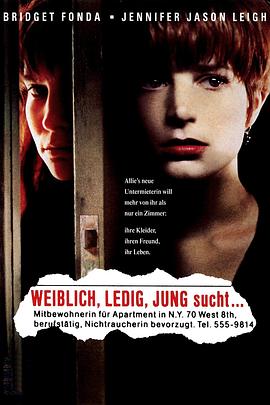 BRIDGET FONDA ▪ JENNIFER JASON LEIGH
Allie's neue
Untermieterin will
mehr von ihr als
nur ein Zimmer:
ihre Kleider,
ihren Freund,
ihr Leben.
WEIBLICH, LEDIG, JUNG sucht...
Mitbewohnerin für Apartment in N.Y. 70 West 8th,
berufstätig, Nichtraucherin bevorzugt. Tel. 555-9814